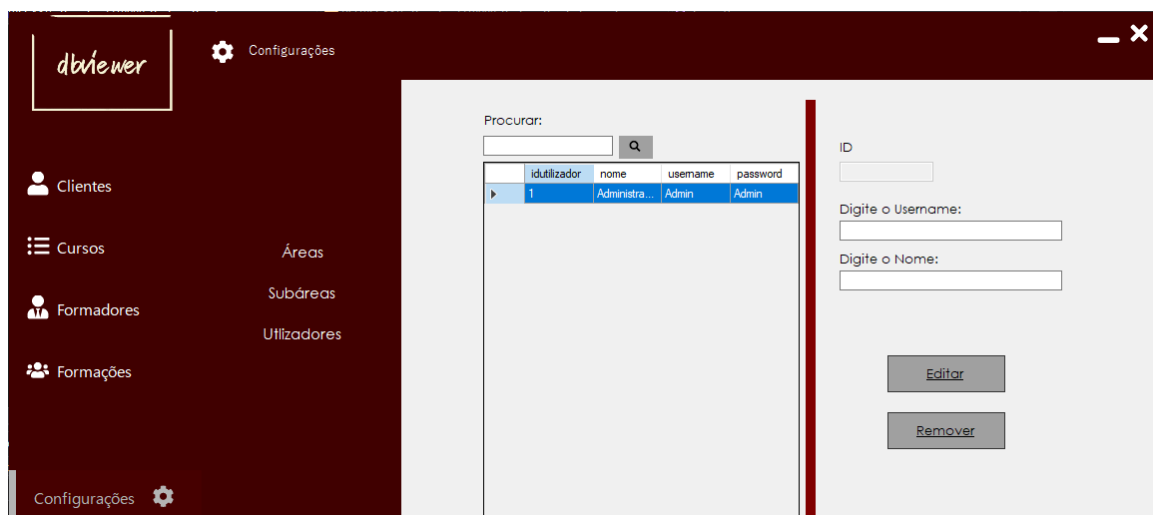 dbviewer
Configurações
Clientes
Cursos
Formadores
Formações
Configurações
Áreas
Subáreas
Utlizadores
Procurar:
idutilizador nome username password
1 Administra... Admin Admin
ID
Digite o Username:
Digite o Nome:
Editar
Remover